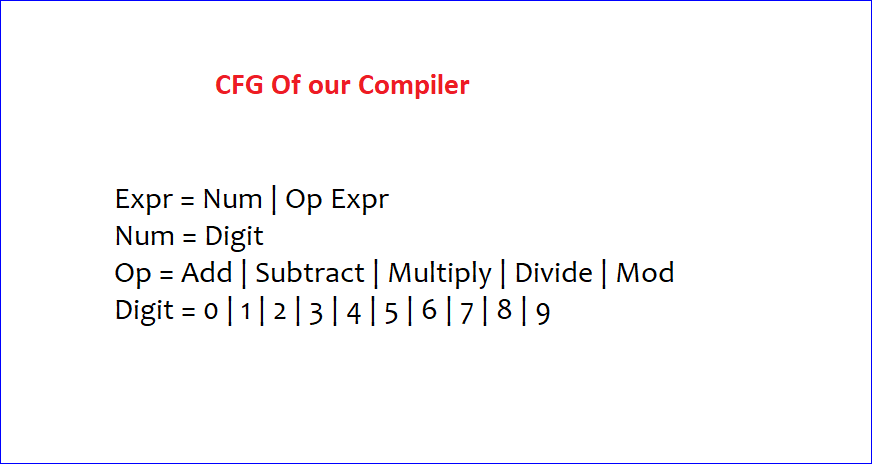 CFG Of our Compiler
Expr = Num | Op Expr
Num = Digit
Op = Add | Subtract | Multiply | Divide | Mod
Digit = 0 | 1 | 2 | 3 | 4 | 5 | 6 | 7 | 8 | 9